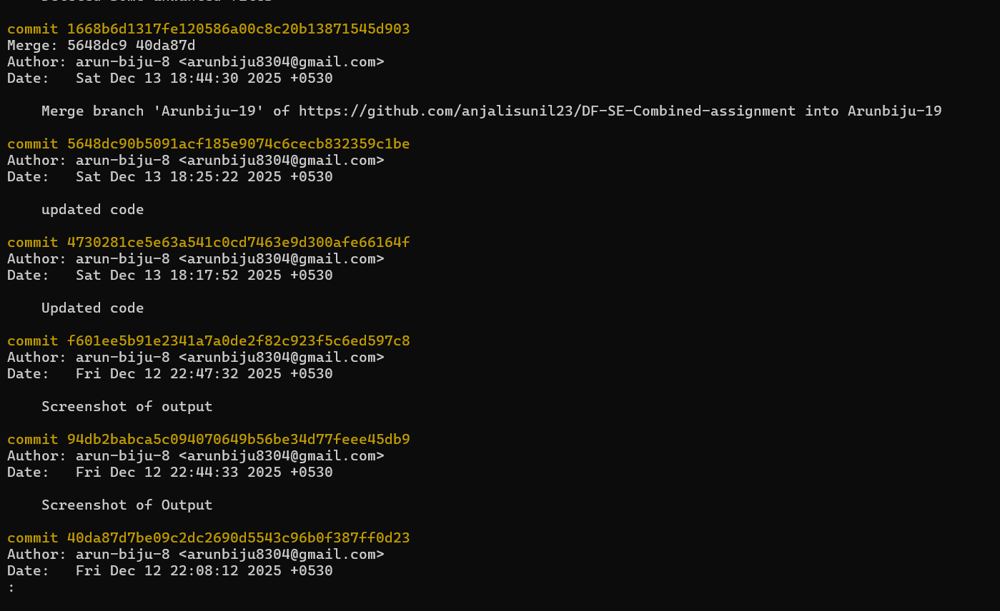 commit 1668b6d1317fe120586a00c8c20b13871545d903
Merge: 5648dc9 40da87d
Author: arun-biju-8 <arunbiju8304@gmail.com>
Date:   Sat Dec 13 18:44:30 2025 +0530
Merge branch 'Arunbiju-19' of https://github.com/anjalisunil23/DF-SE-Combined-assignment into Arunbiju-19
commit 5648dc90b5091acf185e9074c6cecb832359c1be
Author: arun-biju-8 <arunbiju8304@gmail.com>
Date:   Sat Dec 13 18:25:22 2025 +0530
updated code
commit 4730281ce5e63a541c0cd7463e9d300afe66164f
Author: arun-biju-8 <arunbiju8304@gmail.com>
Date:   Sat Dec 13 18:17:52 2025 +0530
Updated code
commit f601ee5b91e2341a7a0de2f82c923f5c6ed597c8
Author: arun-biju-8 <arunbiju8304@gmail.com>
Date:   Fri Dec 12 22:47:32 2025 +0530
Screenshot of output
commit 94db2babca5c094070649b56be34d77feee45db9
Author: arun-biju-8 <arunbiju8304@gmail.com>
Date:   Fri Dec 12 22:44:33 2025 +0530
Screenshot of Output
commit 40da87d7be09c2dc2690d5543c96b0f387ff0d23
Author: arun-biju-8 <arunbiju8304@gmail.com>
Date:   Fri Dec 12 22:08:12 2025 +0530
: